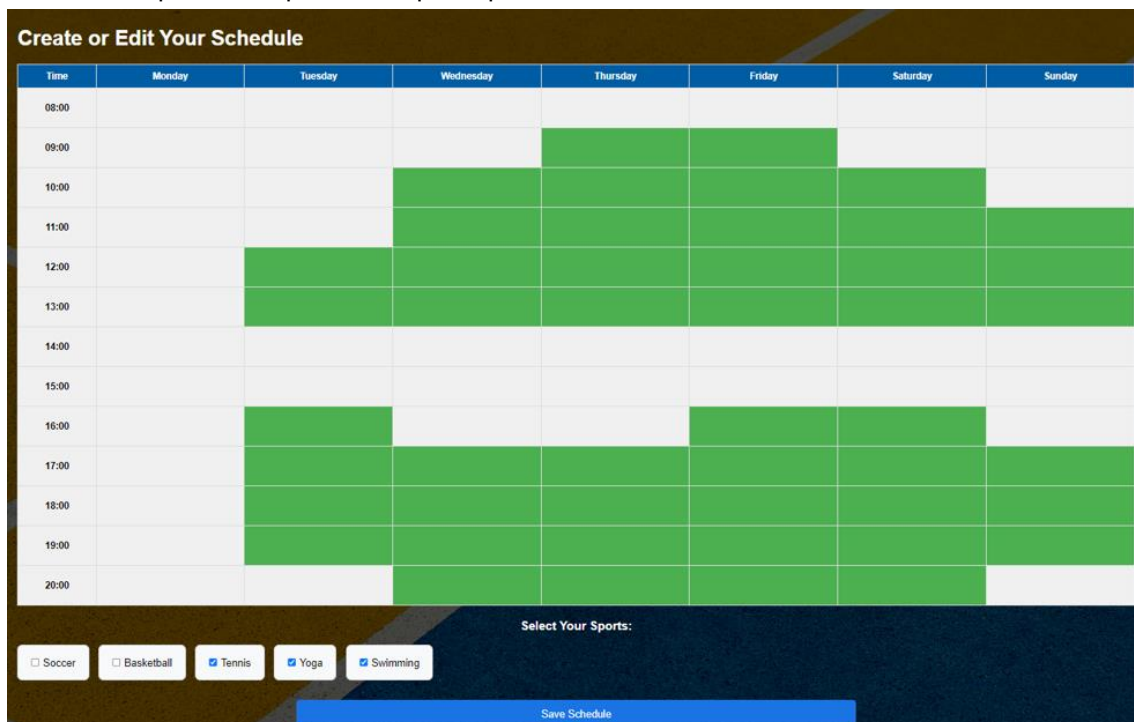 Create or Edit Your Schedule
Time Monday Tuesday Wednesday Thursday Friday Saturday Sunday
08:00
09:00
10:00
11:00
12:00
13:00
14:00
15:00
16:00
17:00
18:00
19:00
20:00
Select Your Sports:
Soccer Basketball Tennis Yoga Swimming
Save Schedule